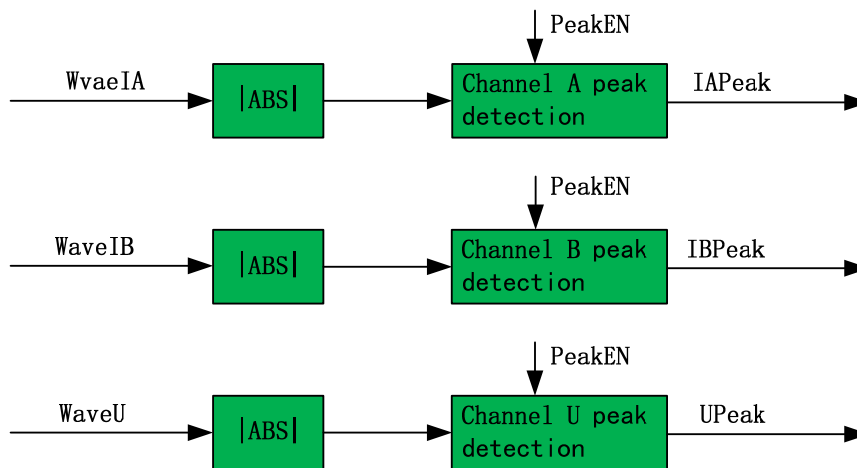 PeakEN
WvaeIA
|ABS|
Channel A peak
detection
IAPeak
PeakEN
WaveIB
|ABS|
Channel B peak
detection
IBPeak
PeakEN
WaveU
|ABS|
Channel U peak
detection
UPeak